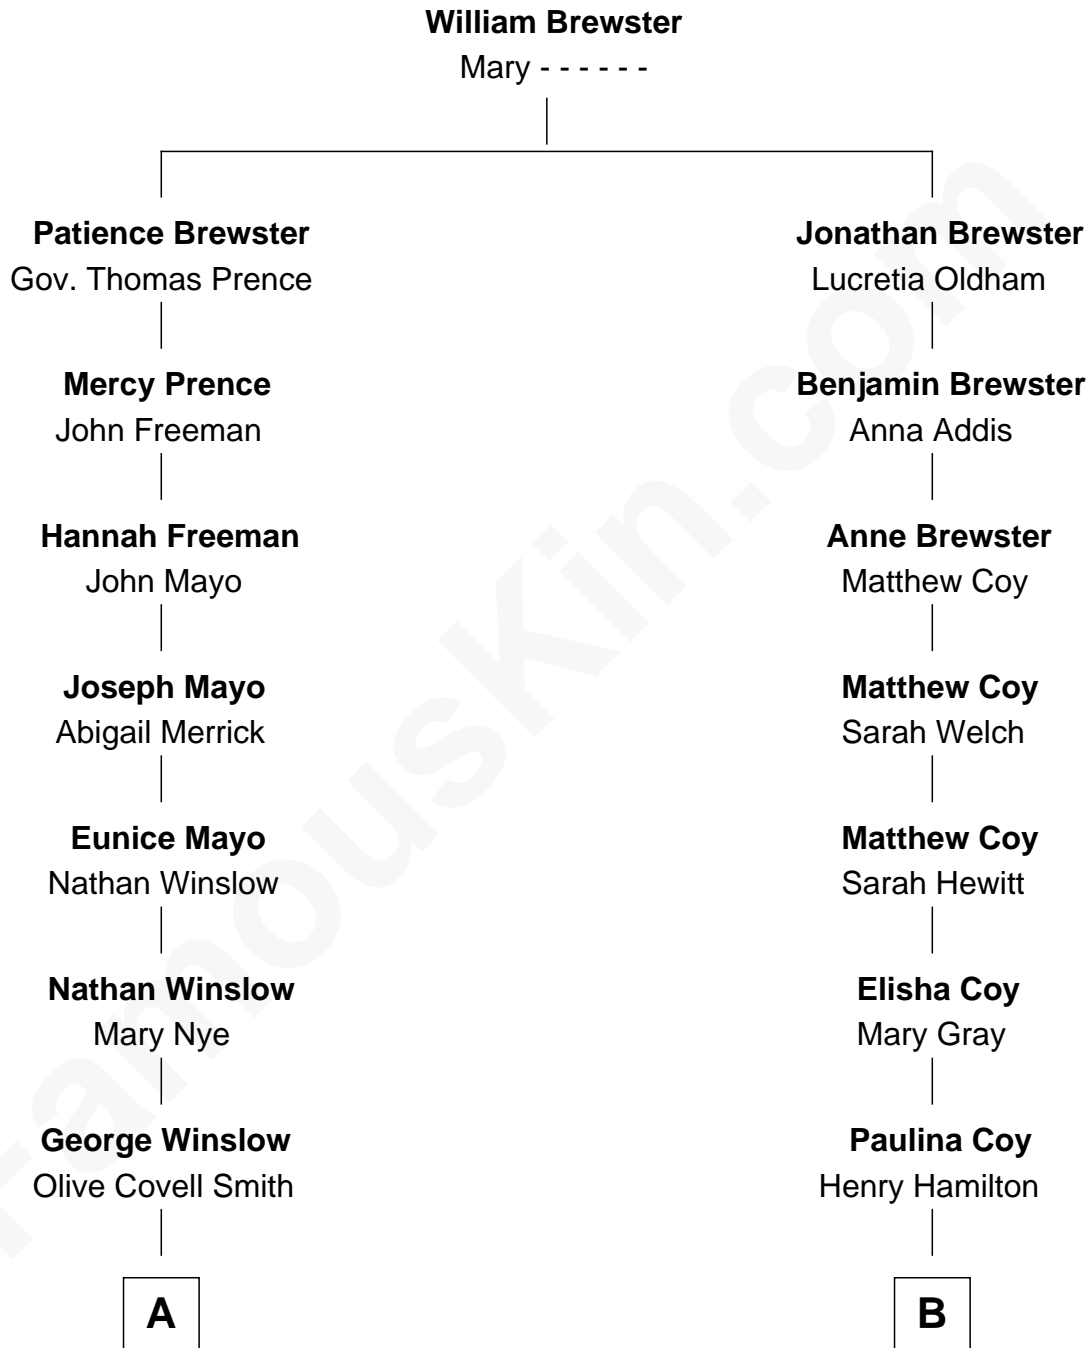 William Brewster
Mary - - - - - -
Patience Brewster
Gov. Thomas Prence
Jonathan Brewster
Lucretia Oldham
Mercy Prence
John Freeman
Benjamin Brewster
Anna Addis
Hannah Freeman
John Mayo
Anne Brewster
Matthew Coy
Joseph Mayo
Abigail Merrick
Matthew Coy
Sarah Welch
Eunice Mayo
Nathan Winslow
Matthew Coy
Sarah Hewitt
Nathan Winslow
Mary Nye
Elisha Coy
Mary Gray
George Winslow
Olive Covell Smith
Paulina Coy
Henry Hamilton
A
B
FamousKin.com